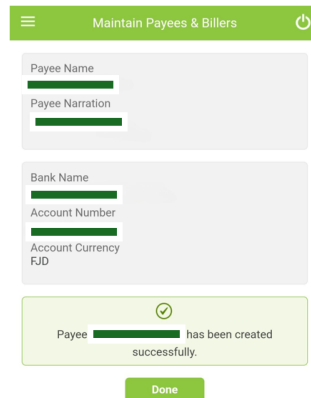 Maintain Payees & Billers
Payee Name
Payee Narration
Bank Name
Account Number
Account Currency
FJD
Payee has been created
successfully.
Done